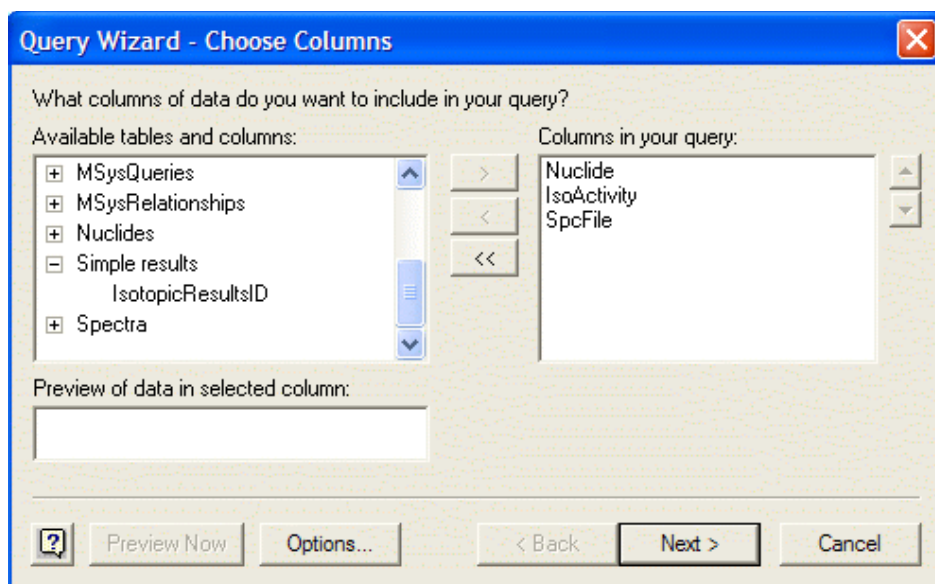 Query Wizard - Choose Columns
What columns of data do you want to include in your query?
Available tables and columns:
Columns in your query:
MSysQueries
MSysRelationships
Nuclides
Simple results
IsotopicResultsID
Spectra
>
<
<<
Nuclide
IsoActivity
SpcFile
Preview of data in selected column:
?
Preview Now
Options...
< Back
Next >
Cancel